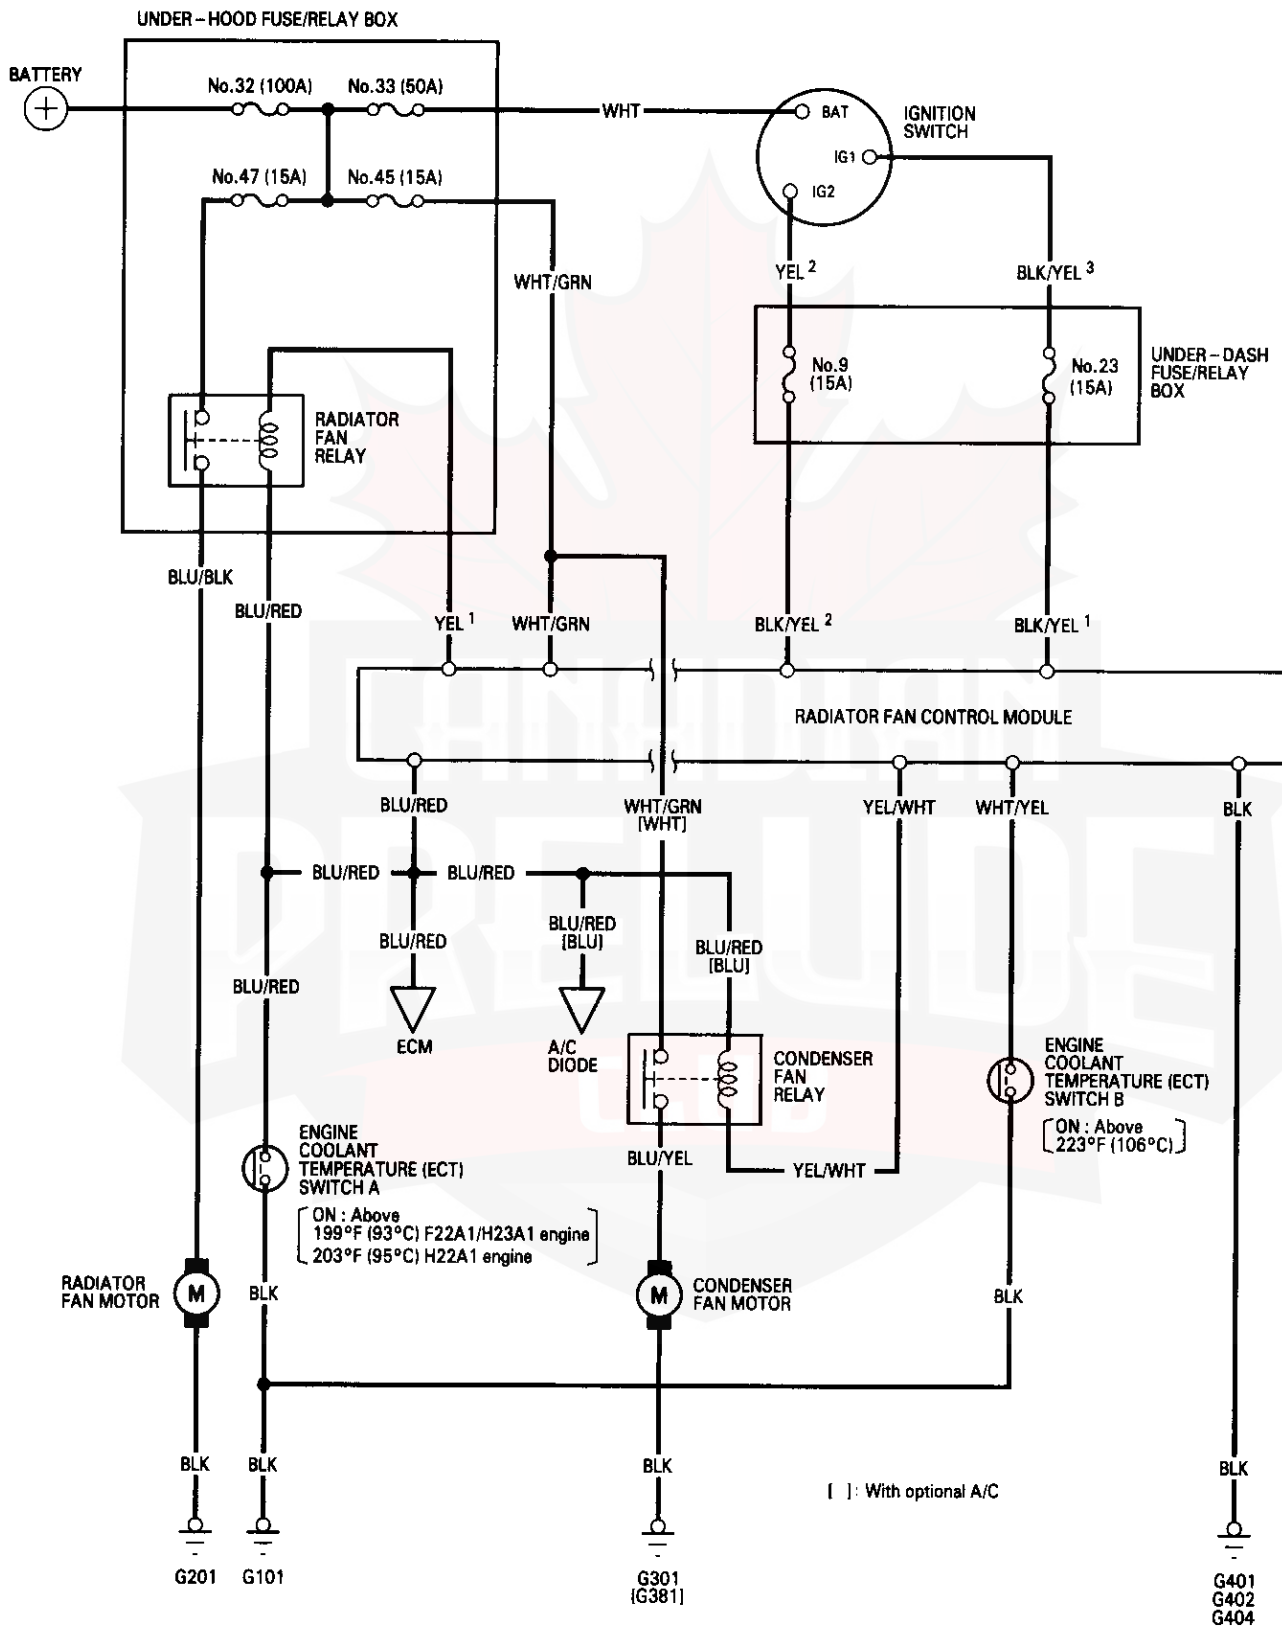 UNDER-HOOD FUSE/RELAY BOX
BATTERY
No.32 (100A)
No.33 (50A)
WHT
BAT
IGNITION
SWITCH
IG1
No.47 (15A)
No.45 (15A)
IG2
WHT/GRN
YEL 2
BLK/YEL 3
No.9
(15A)
No.23
(15A)
UNDER-DASH
FUSE/RELAY
BOX
RADIATOR
FAN
RELAY
BLU/BLK
BLU/RED
YEL 1
WHT/GRN
BLK/YEL 2
BLK/YEL 1
RADIATOR FAN CONTROL MODULE
CANADIAN
PRELUDE
CLUB
BLU/RED
WHT/GRN
[WHT]
YEL/WHT
WHT/YEL
BLK
BLU/RED
BLU/RED
BLU/RED
BLU/RED
[BLU]
BLU/RED
[BLU]
BLU/RED
ECM
A/C
DIODE
CONDENSER
FAN
RELAY
ENGINE
COOLANT
TEMPERATURE (ECT)
SWITCH B
[ON : Above
223°F (106°C)]
ENGINE
COOLANT
TEMPERATURE (ECT)
SWITCH A
[ON : Above
199°F (93°C) F22A1/H23A1 engine
203°F (95°C) H22A1 engine]
BLU/YEL
YEL/WHT
RADIATOR
FAN MOTOR
M
BLK
M
CONDENSER
FAN MOTOR
BLK
BLK
BLK
BLK
BLK
[ ] : With optional A/C
G201
G101
G301
[G381]
G401
G402
G404